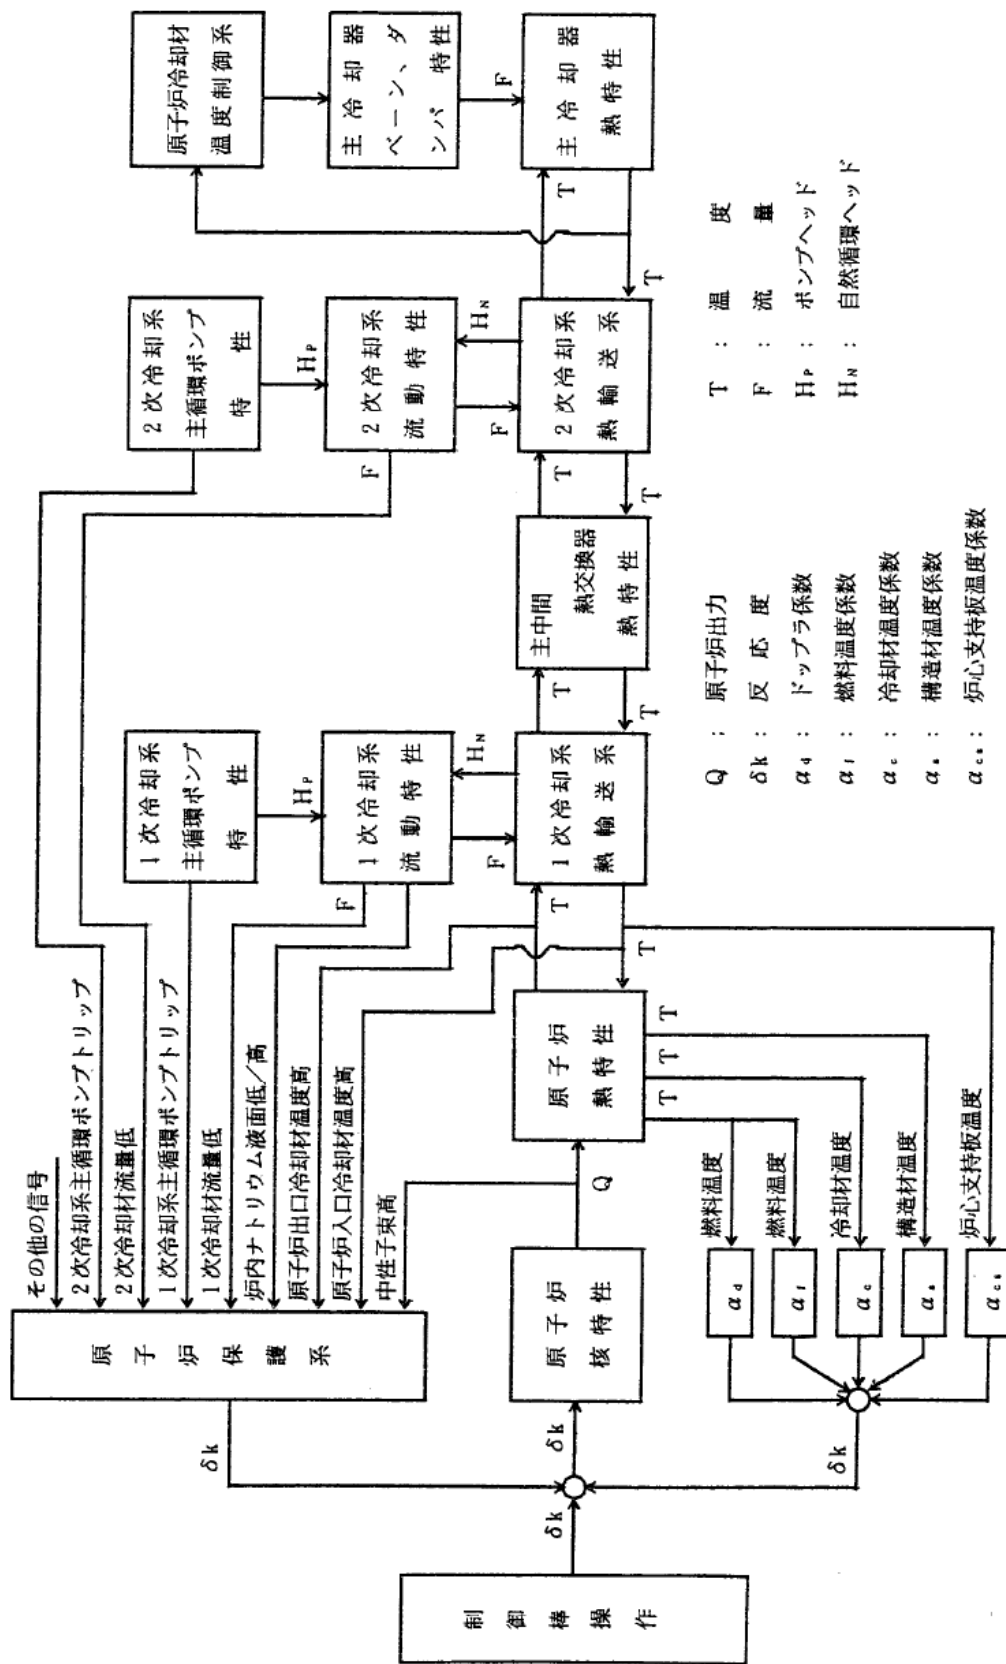 その他の信号
2次冷却系主循環ポンプトリップ
2次冷却材流量低
1次冷却系主循環ポンプトリップ
1次冷却材流量低
炉内ナトリウム液面低/高
原子炉出口冷却材温度高
原子炉入口冷却材温度高
中性子束高
原子炉保護系
δk
制御棒操作
δk
δk
δk
原子炉
核特性
Q
原子炉
熱特性
T
T
T
燃料温度
燃料温度
冷却材温度
構造材温度
炉心支持板温度
αd
αf
αc
αs
αcs
T
T
1次冷却系
主循環ポンプ
特性
HP
1次冷却系
流動特性
F
F
HN
1次冷却系
熱輸送系
T
T
主中間
熱交換器
熱特性
T
T
2次冷却系
主循環ポンプ
特性
HP
2次冷却系
流動特性
F
F
HN
2次冷却系
熱輸送系
T
T
原子炉冷却材
温度制御系
主冷却器
ベーン、ダ
ンパ特性
F
主冷却器
熱特性
Q : 原子炉出力
δk : 反応度
αd : ドップラ係数
αf : 燃料温度係数
αc : 冷却材温度係数
αs : 構造材温度係数
αcs : 炉心支持板温度係数
T : 温度
F : 流量
HP : ポンプヘッド
HN : 自然循環ヘッド